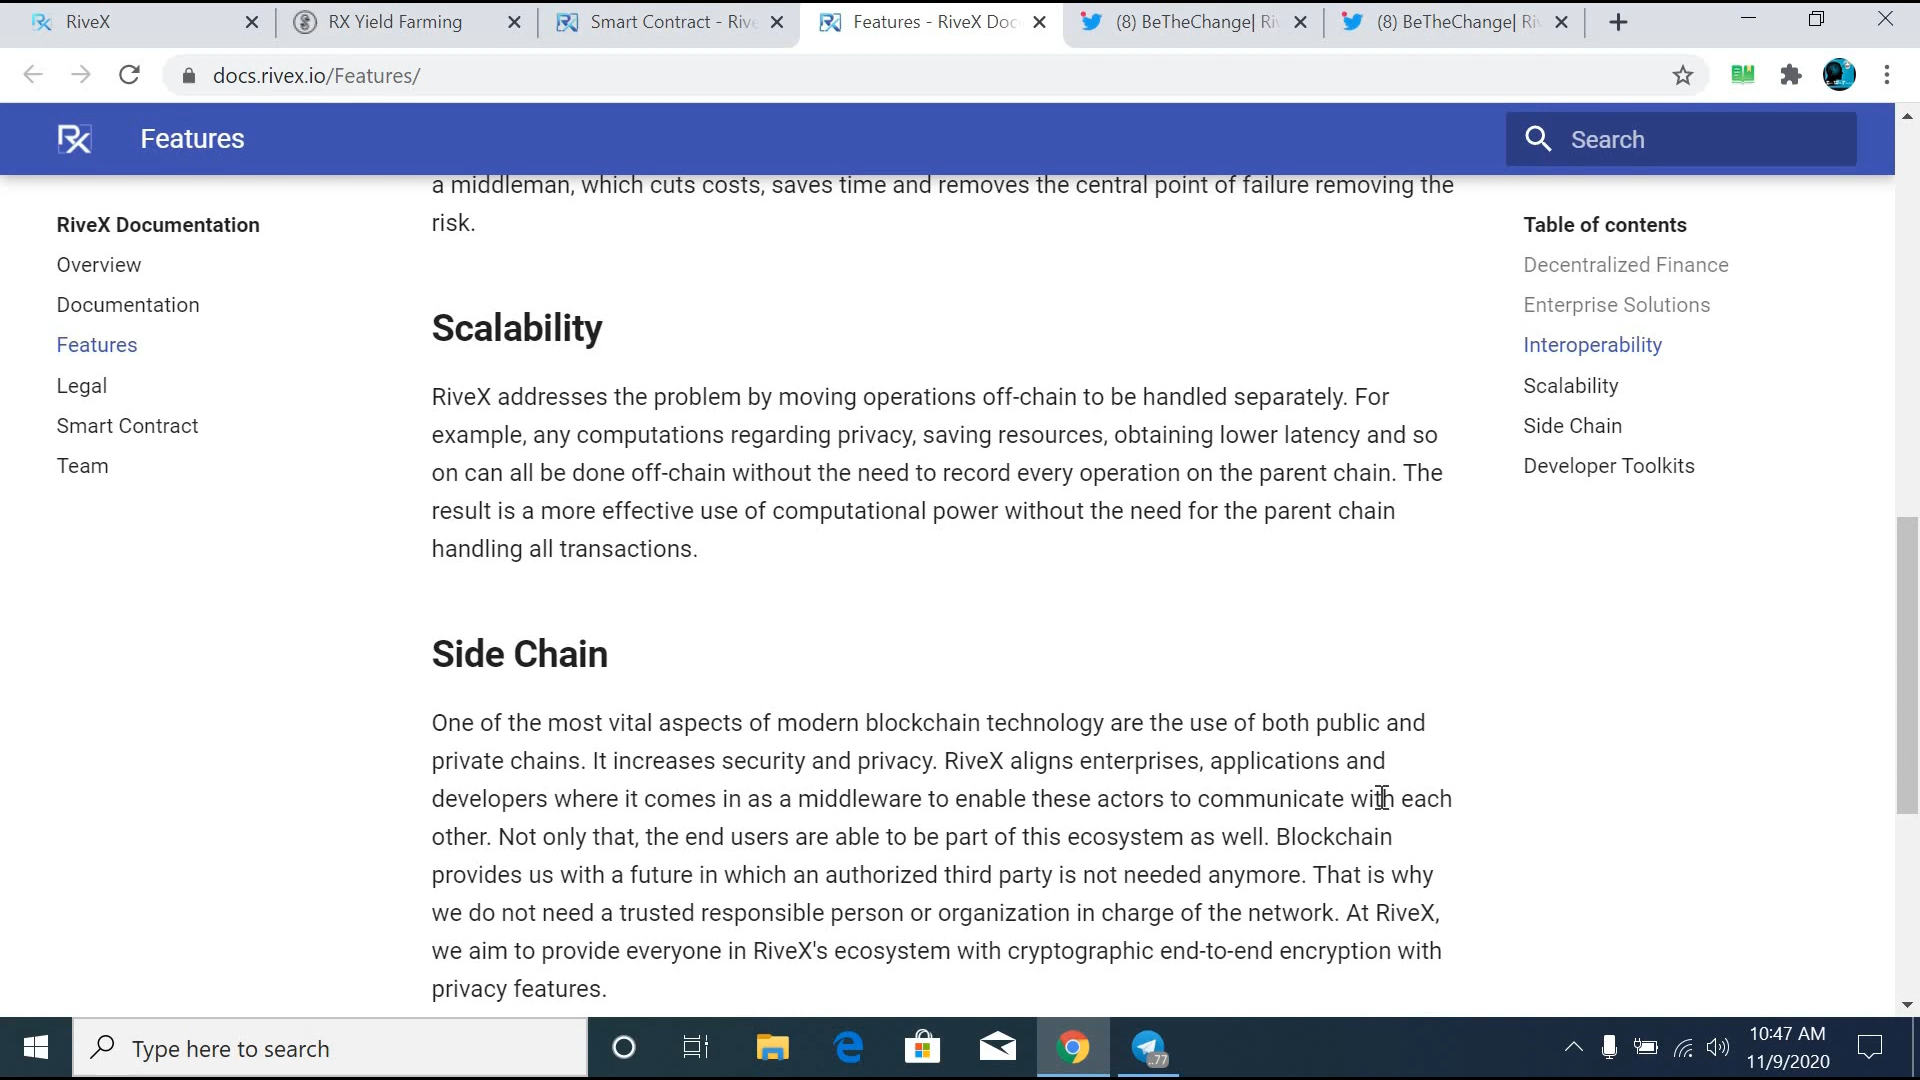 RiveX
RX Yield Farming
Smart Contract - Rive
Features - RiveX Doc
(8) BeTheChange| Ri
(8) BeTheChange| Rive
docs.rivex.io/Features/
Rx
Features
Search
a middleman, which cuts costs, saves time and removes the central point of failure removing the
risk.
RiveX Documentation
Overview
Documentation
Features
Legal
Smart Contract
Team
Scalability
RiveX addresses the problem by moving operations off-chain to be handled separately. For
example, any computations regarding privacy, saving resources, obtaining lower latency and so
on can all be done off-chain without the need to record every operation on the parent chain. The
result is a more effective use of computational power without the need for the parent chain
handling all transactions.
Side Chain
One of the most vital aspects of modern blockchain technology are the use of both public and
private chains. It increases security and privacy. RiveX aligns enterprises, applications and
developers where it comes in as a middleware to enable these actors to communicate with each
other. Not only that, the end users are able to be part of this ecosystem as well. Blockchain
provides us with a future in which an authorized third party is not needed anymore. That is why
we do not need a trusted responsible person or organization in charge of the network. At RiveX,
we aim to provide everyone in RiveX's ecosystem with cryptographic end-to-end encryption with
privacy features.
Table of contents
Decentralized Finance
Enterprise Solutions
Interoperability
Scalability
Side Chain
Developer Toolkits
Type here to search
..77
10:47 AM
11/9/2020